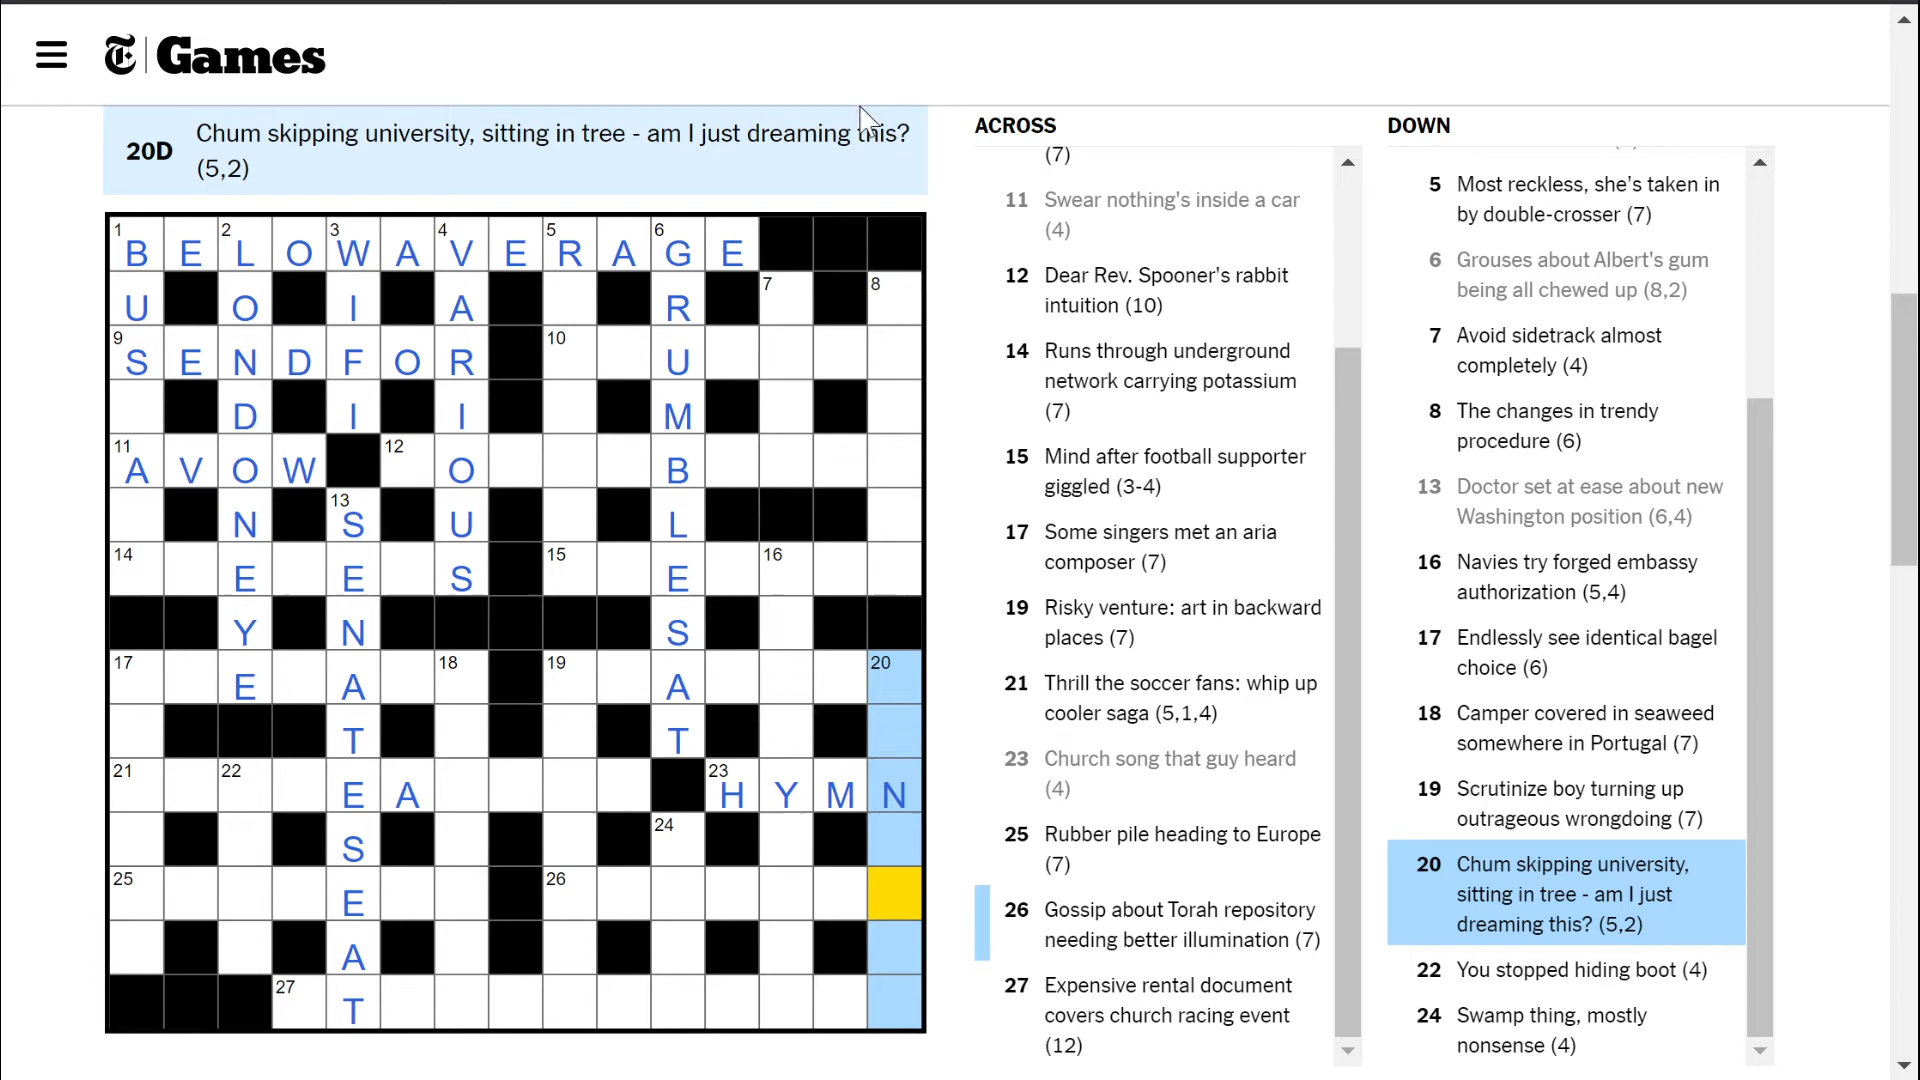 T Games
20D Chum skipping university, sitting in tree - am I just dreaming this?
(5,2)
ACROSS
(7)
11 Swear nothing's inside a car
(4)
12 Dear Rev. Spooner's rabbit
intuition (10)
14 Runs through underground
network carrying potassium
(7)
15 Mind after football supporter
giggled (3-4)
17 Some singers met an aria
composer (7)
19 Risky venture: art in backward
places (7)
21 Thrill the soccer fans: whip up
cooler saga (5,1,4)
23 Church song that guy heard
(4)
25 Rubber pile heading to Europe
(7)
26 Gossip about Torah repository
needing better illumination (7)
27 Expensive rental document
covers church racing event
(12)
DOWN
5 Most reckless, she's taken in
by double-crosser (7)
6 Grouses about Albert's gum
being all chewed up (8,2)
7 Avoid sidetrack almost
completely (4)
8 The changes in trendy
procedure (6)
13 Doctor set at ease about new
Washington position (6,4)
16 Navies try forged embassy
authorization (5,4)
17 Endlessly see identical bagel
choice (6)
18 Camper covered in seaweed
somewhere in Portugal (7)
19 Scrutinize boy turning up
outrageous wrongdoing (7)
20 Chum skipping university,
sitting in tree - am I just
dreaming this? (5,2)
22 You stopped hiding boot (4)
24 Swamp thing, mostly
nonsense (4)
1 2 3 4 5 6
B E L O W A V E R A G E
7 8
U O I A R
9 10
S E N D F O R U
D I I M
11 12
A V O W O B
13
N S U L
14 15 16
E E S E
Y N S
17 18 19 20
E A A
T T
21 22 23
E A H Y M N
24
S
25 26
E
A
27
T